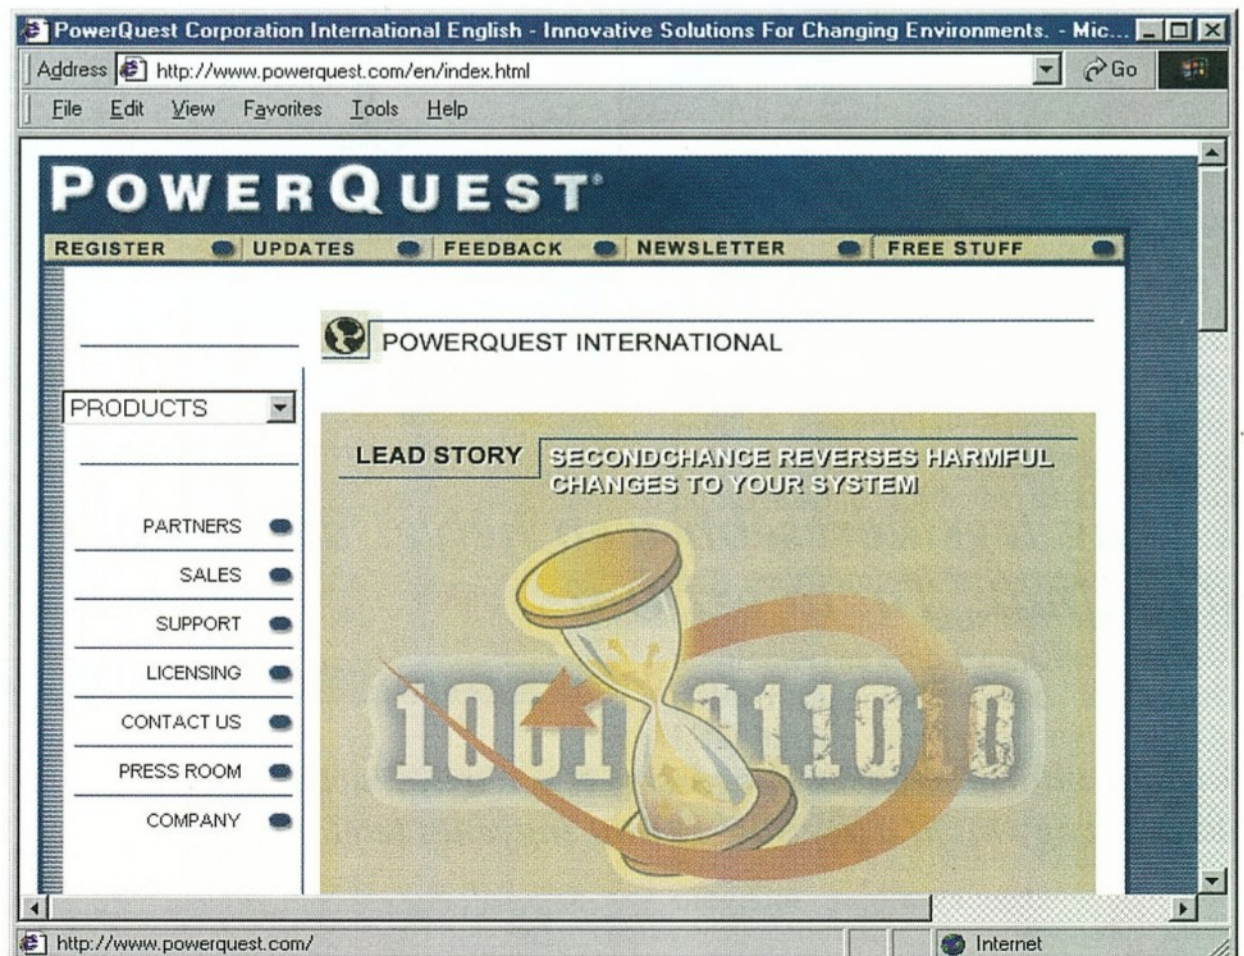 PowerQuest Corporation International English - Innovative Solutions For Changing Environments. - Mic...
Address http://www.powerquest.com/en/index.html Go
File Edit View Favorites Tools Help
POWERQUEST®
REGISTER UPDATES FEEDBACK NEWSLETTER FREE STUFF
POWERQUEST INTERNATIONAL
PRODUCTS
LEAD STORY SECONDCHANCE REVERSES HARMFUL
CHANGES TO YOUR SYSTEM
PARTNERS
SALES
SUPPORT
LICENSING
CONTACT US
PRESS ROOM
COMPANY
1001 011010
http://www.powerquest.com/ Internet